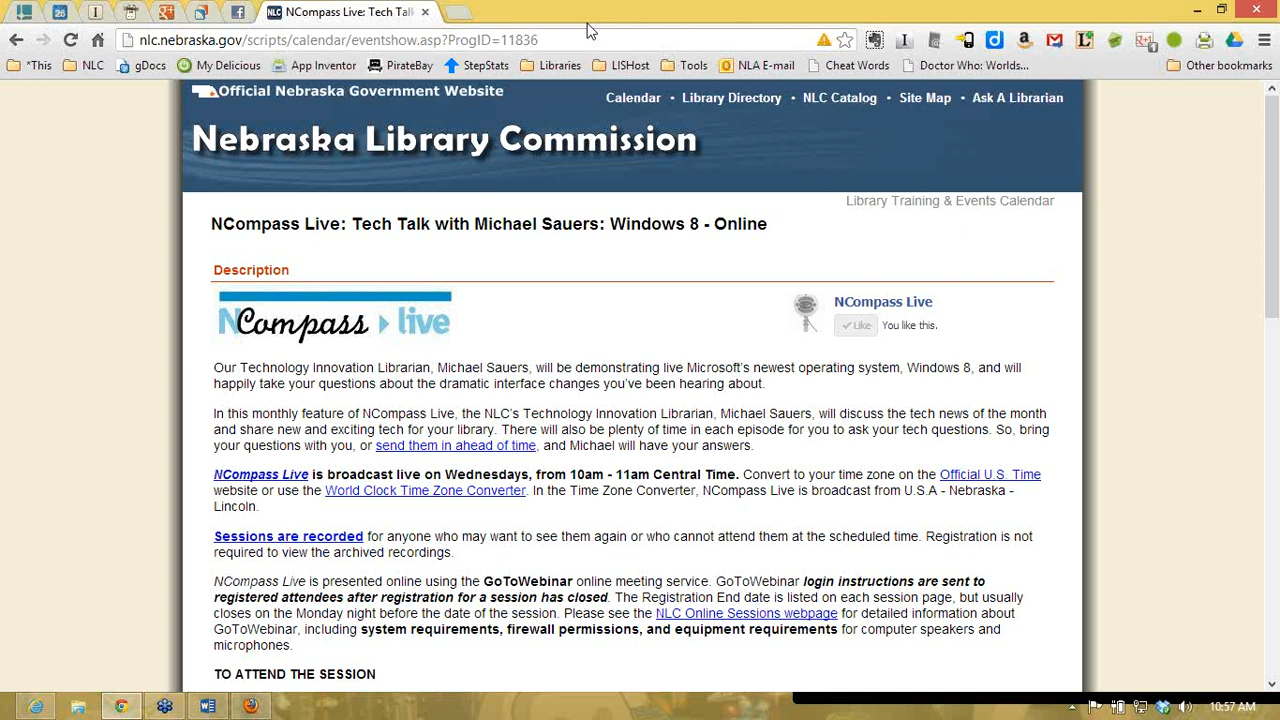 26
NLC
NCompass Live: Tech Talk
nlc.nebraska.gov/scripts/calendar/eventshow.asp?ProgID=11836
*This
NLC
gDocs
My Delicious
App Inventor
PirateBay
StepStats
Libraries
LISHost
Tools
NLA E-mail
Cheat Words
Doctor Who: Worlds...
Other bookmarks
Official Nebraska Government Website
Calendar • Library Directory • NLC Catalog • Site Map • Ask A Librarian
Nebraska Library Commission
Library Training & Events Calendar
NCompass Live: Tech Talk with Michael Sauers: Windows 8 - Online
Description
NCompass live
NCompass Live
Like
You like this.
Our Technology Innovation Librarian, Michael Sauers, will be demonstrating live Microsoft's newest operating system, Windows 8, and will
happily take your questions about the dramatic interface changes you've been hearing about.
In this monthly feature of NCompass Live, the NLC's Technology Innovation Librarian, Michael Sauers, will discuss the tech news of the month
and share new and exciting tech for your library. There will also be plenty of time in each episode for you to ask your tech questions. So, bring
your questions with you, or send them in ahead of time, and Michael will have your answers.
NCompass Live is broadcast live on Wednesdays, from 10am - 11am Central Time. Convert to your time zone on the Official U.S. Time
website or use the World Clock Time Zone Converter. In the Time Zone Converter, NCompass Live is broadcast from U.S.A - Nebraska -
Lincoln.
Sessions are recorded for anyone who may want to see them again or who cannot attend them at the scheduled time. Registration is not
required to view the archived recordings.
NCompass Live is presented online using the GoToWebinar online meeting service. GoToWebinar login instructions are sent to
registered attendees after registration for a session has closed. The Registration End date is listed on each session page, but usually
closes on the Monday night before the date of the session. Please see the NLC Online Sessions webpage for detailed information about
GoToWebinar, including system requirements, firewall permissions, and equipment requirements for computer speakers and
microphones.
TO ATTEND THE SESSION
10:57 AM